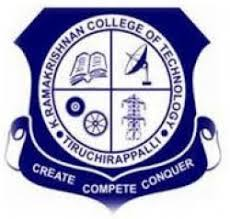 K.RAMAKRISHNAN COLLEGE OF TECHNOLOGY
TIRUCHIRAPPALLI
CREATE COMPETE CONQUER